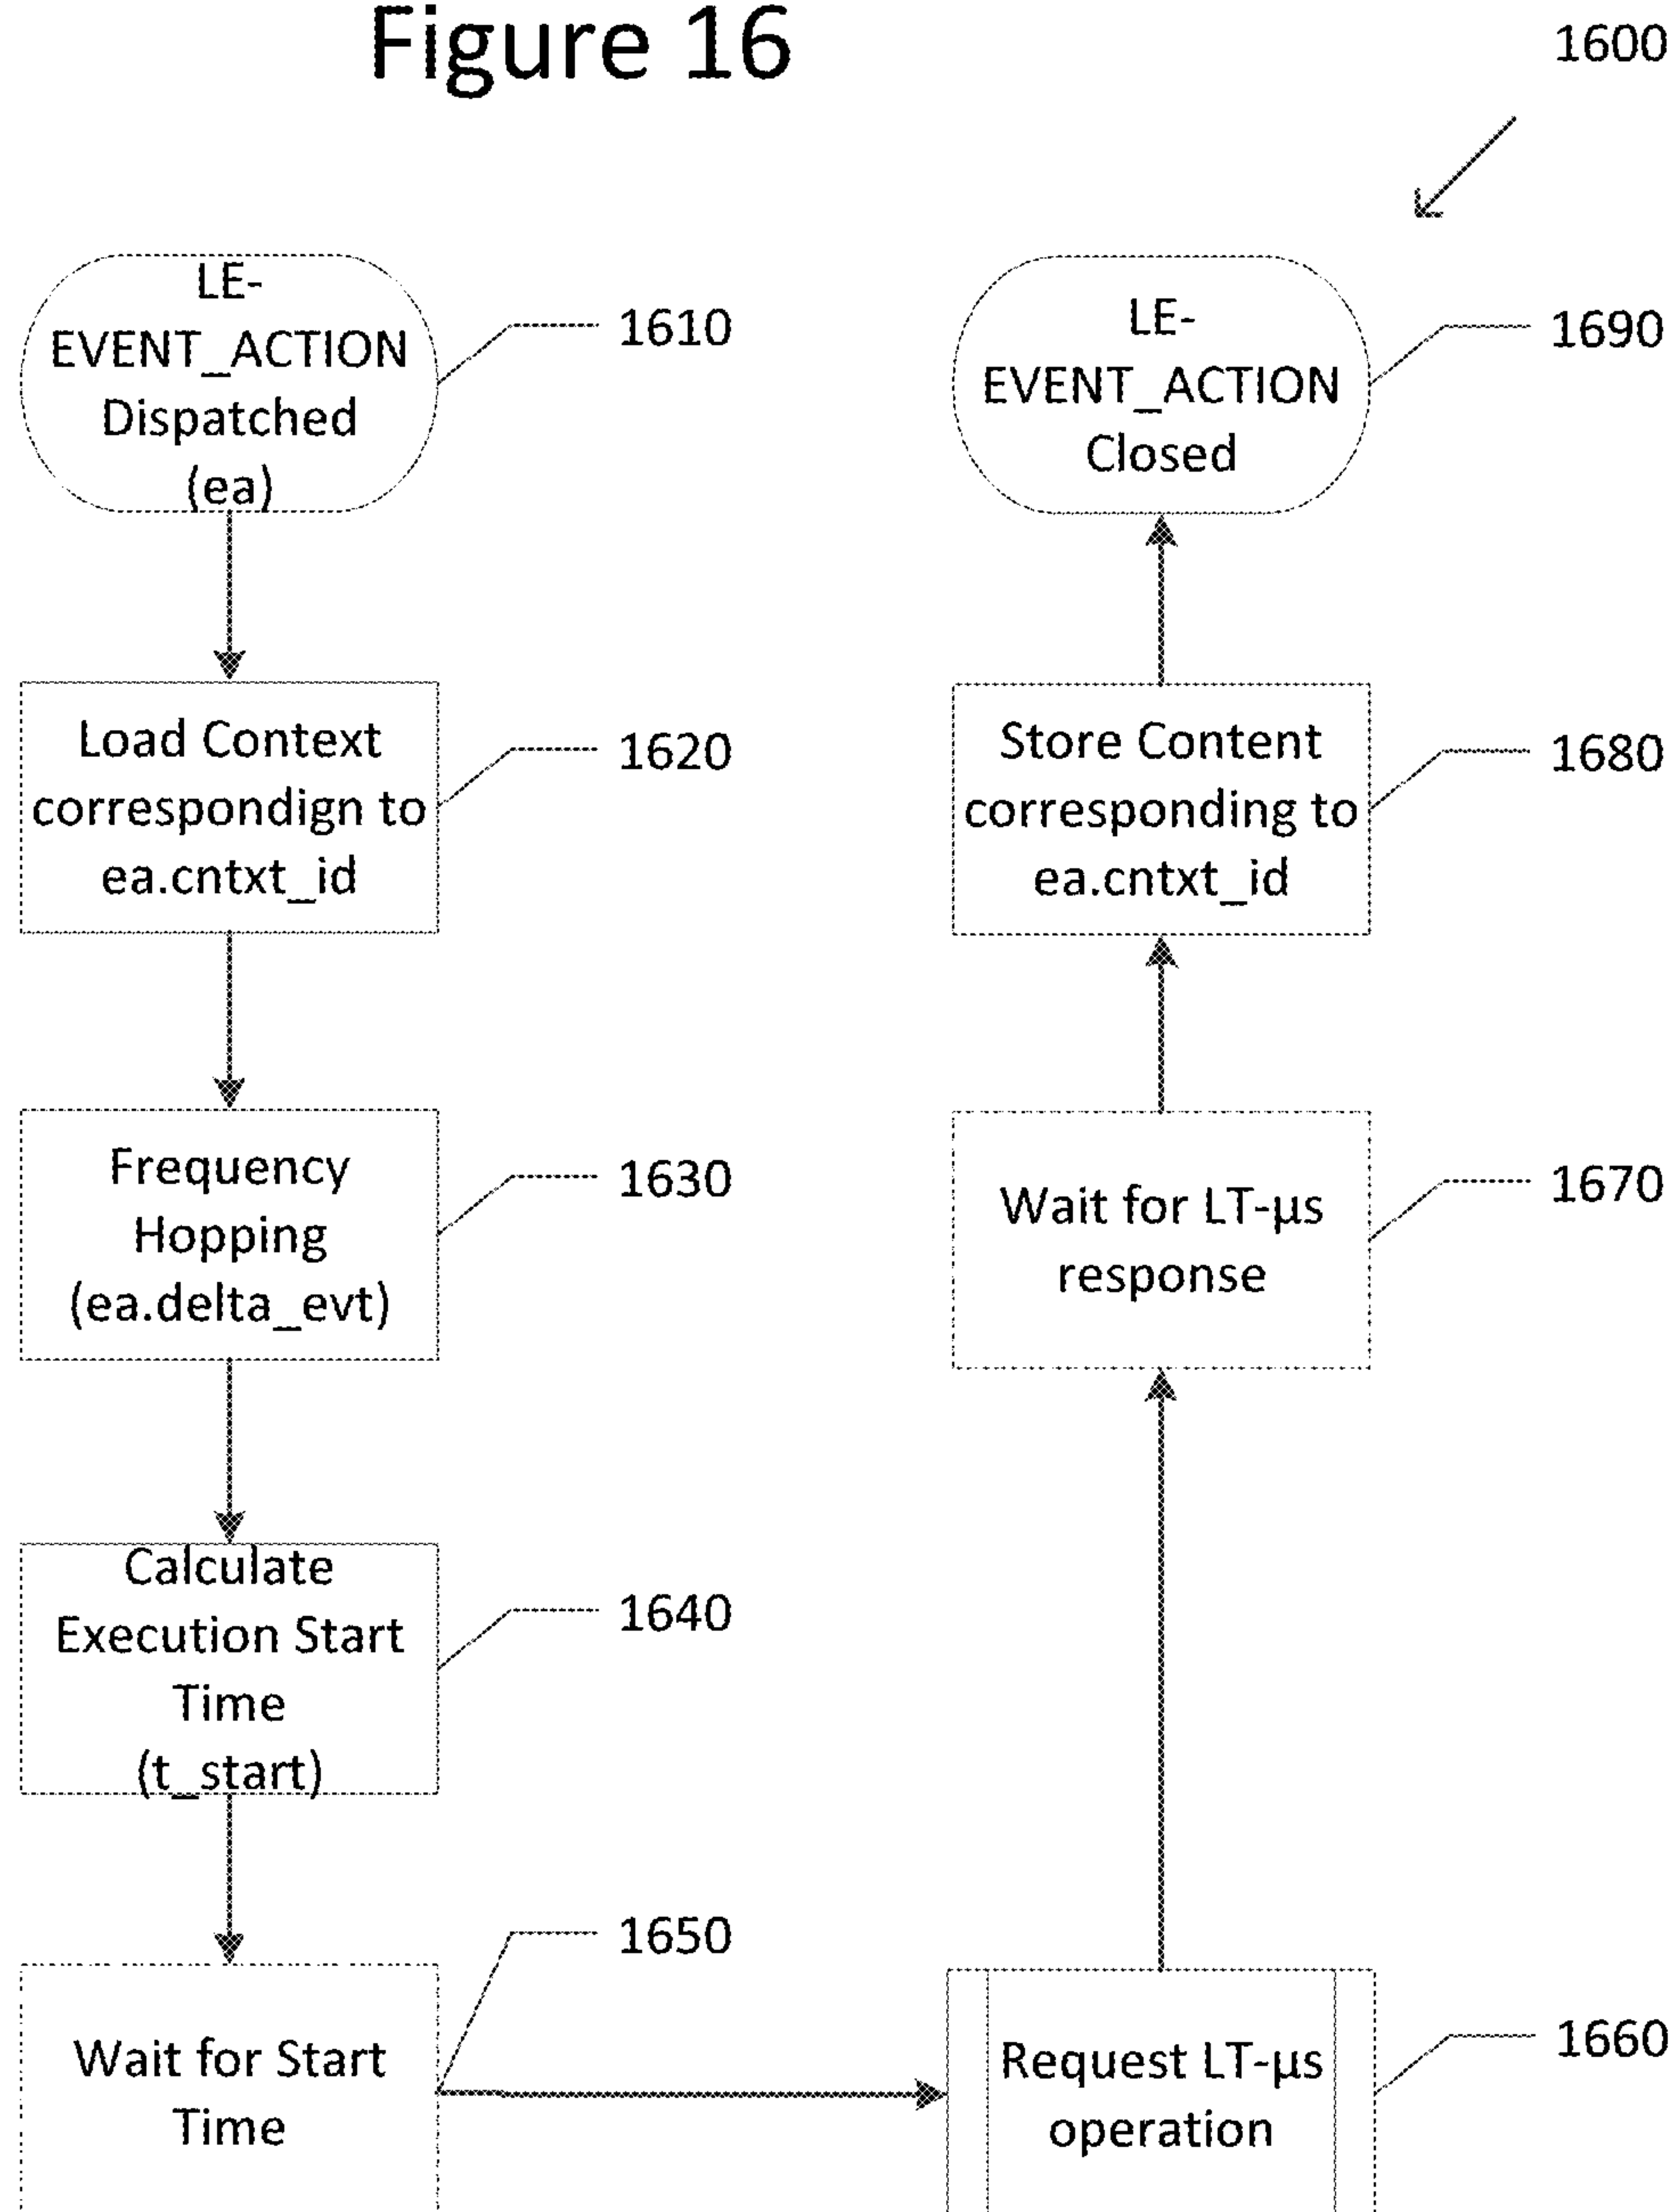 Figure 16
1600
LE-
EVENT_ACTION
Dispatched
(ea)
1610
Load Context
correspondign to
ea.cntxt_id
1620
Frequency
Hopping
(ea.delta_evt)
1630
Calculate
Execution Start
Time
(t_start)
1640
Wait for Start
Time
1650
Request LT-µs
operation
1660
Wait for LT-µs
response
1670
Store Content
corresponding to
ea.cntxt_id
1680
LE-
EVENT_ACTION
Closed
1690